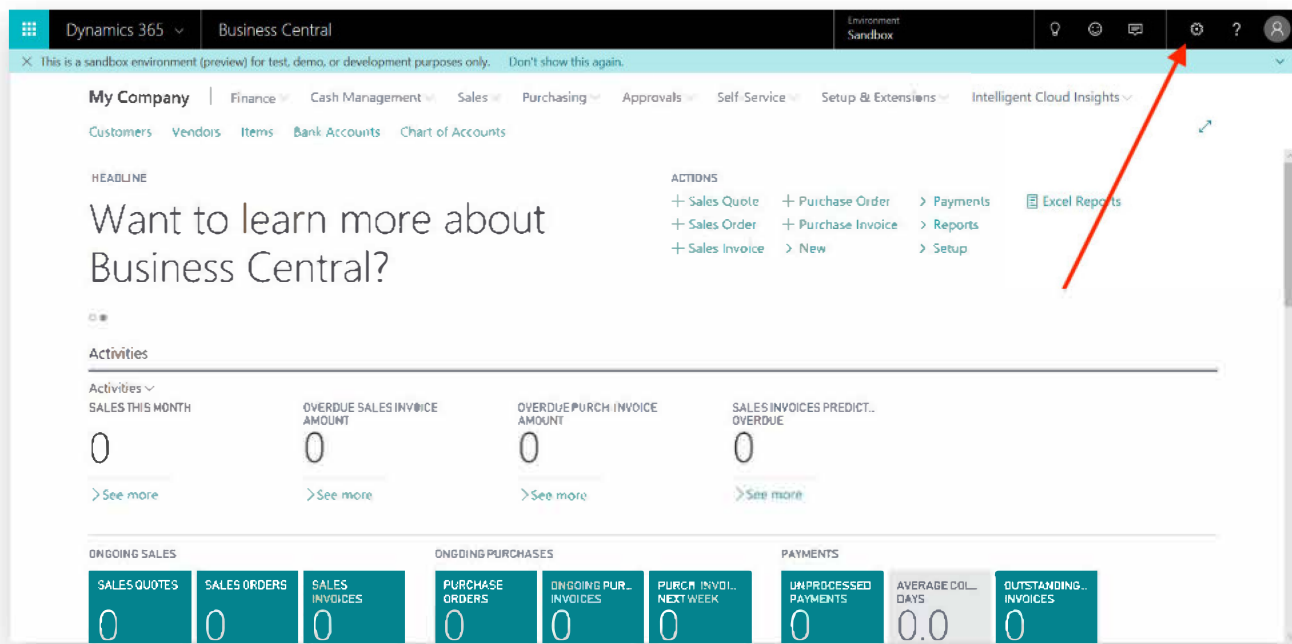 Dynamics 365 Business Central Environment
Sandbox ?
This is a sandbox environment (preview) for test, demo, or development purposes only. Don't show this again.
My Company Finance Cash Management Sales Purchasing Approvals Self-Service Setup & Extensions Intelligent Cloud Insights
Customers Vendors Items Bank Accounts Chart of Accounts
HEADLINE
Want to learn more about
Business Central?
ACTIONS
+ Sales Quote + Purchase Order > Payments Excel Reports
+ Sales Order + Purchase Invoice > Reports
+ Sales Invoice > New > Setup
Activities
Activities
SALES THIS MONTH
0
>See more
OVERDUE SALES INVOICE
AMOUNT
0
>See more
OVERDUE PURCH INVOICE
AMOUNT
0
>See more
SALES INVOICES PREDICT...
OVERDUE
0
>See more
ONGOING SALES
SALES QUOTES
0
SALES ORDERS
0
SALES
INVOICES
0
ONGOING PURCHASES
PURCHASE
ORDERS
0
ONGOING PUR...
INVOICES
0
PURCH INVOI...
NEXT WEEK
0
PAYMENTS
UNPROCESSED
PAYMENTS
0
AVERAGE COL...
DAYS
0.0
OUTSTANDING...
INVOICES
0